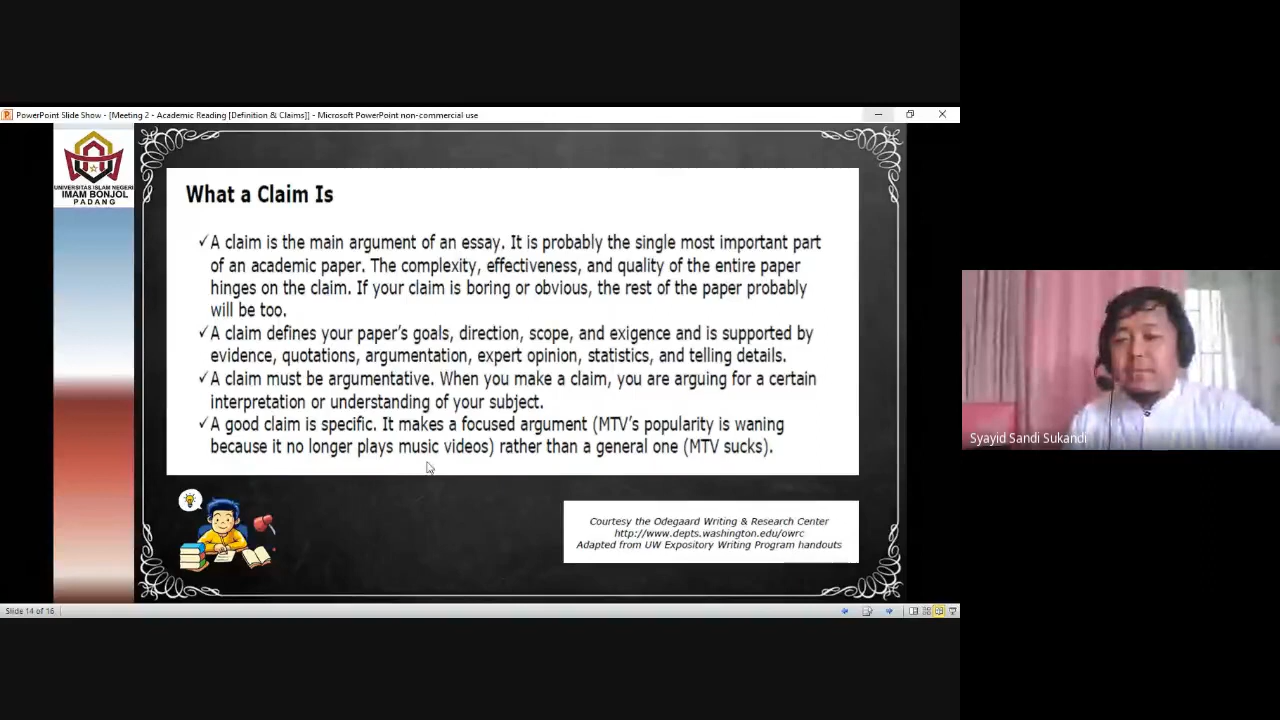 PowerPoint Slide Show - [Meeting 2 - Academic Reading [Definition & Claims]] - Microsoft PowerPoint non-commercial use
UNIVERSITAS ISLAM NEGERI
IMAM BONJOL
PADANG
What a Claim Is
✓A claim is the main argument of an essay. It is probably the single most important part
of an academic paper. The complexity, effectiveness, and quality of the entire paper
hinges on the claim. If your claim is boring or obvious, the rest of the paper probably
will be too.
✓A claim defines your paper's goals, direction, scope, and exigence and is supported by
evidence, quotations, argumentation, expert opinion, statistics, and telling details.
✓A claim must be argumentative. When you make a claim, you are arguing for a certain
interpretation or understanding of your subject.
✓A good claim is specific. It makes a focused argument (MTV's popularity is waning
because it no longer plays music videos) rather than a general one (MTV sucks).
Courtesy the Odegaard Writing & Research Center
http://www.depts.washington.edu/owrc
Adapted from UW Expository Writing Program handouts
Slide 14 of 16
Syayid Sandi Sukandi